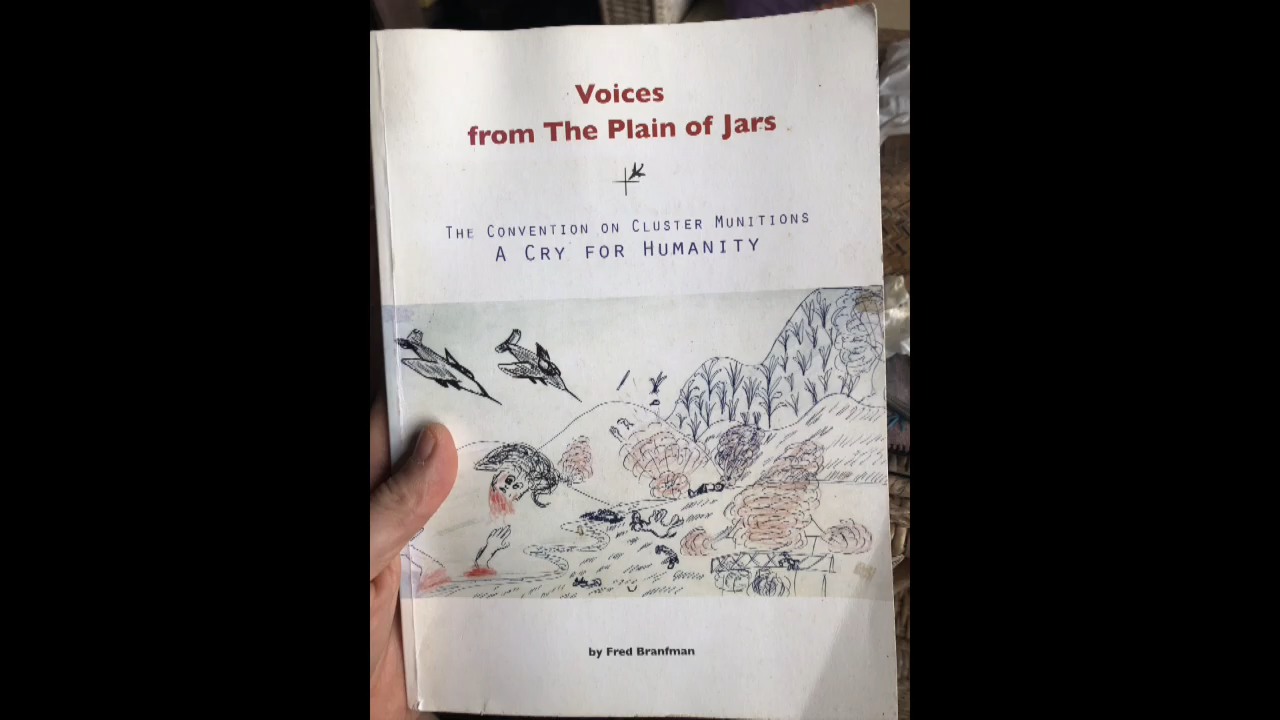 Voices
from The Plain of Jars
THE CONVENTION ON CLUSTER MUNITIONS
A CRY FOR HUMANITY
by Fred Branfman